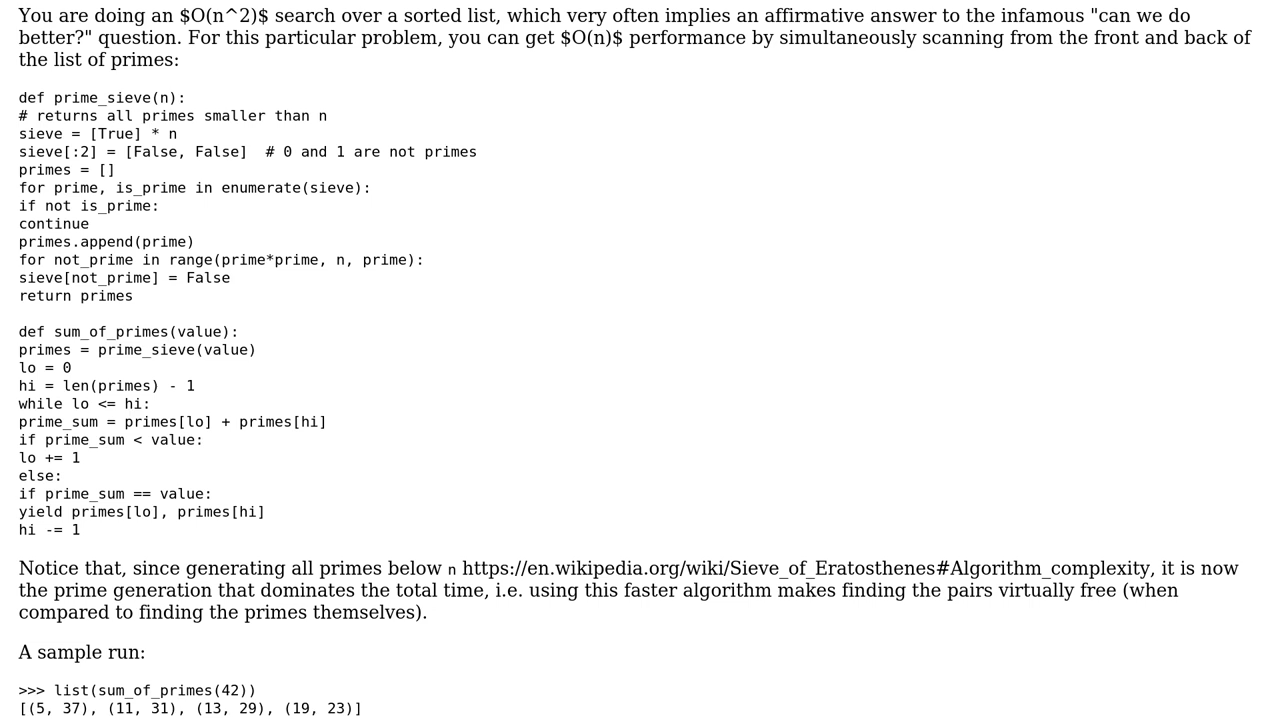 You are doing an $O(n^2)$ search over a sorted list, which very often implies an affirmative answer to the infamous "can we do
better?" question. For this particular problem, you can get $O(n)$ performance by simultaneously scanning from the front and back of
the list of primes:
def prime_sieve(n):
# returns all primes smaller than n
sieve = [True] * n
sieve[:2] = [False, False]  # 0 and 1 are not primes
primes = []
for prime, is_prime in enumerate(sieve):
if not is_prime:
continue
primes.append(prime)
for not_prime in range(prime*prime, n, prime):
sieve[not_prime] = False
return primes
def sum_of_primes(value):
primes = prime_sieve(value)
lo = 0
hi = len(primes) - 1
while lo <= hi:
prime_sum = primes[lo] + primes[hi]
if prime_sum < value:
lo += 1
else:
if prime_sum == value:
yield primes[lo], primes[hi]
hi -= 1
Notice that, since generating all primes below n https://en.wikipedia.org/wiki/Sieve_of_Eratosthenes#Algorithm_complexity, it is now
the prime generation that dominates the total time, i.e. using this faster algorithm makes finding the pairs virtually free (when
compared to finding the primes themselves).
A sample run:
>>> list(sum_of_primes(42))
[(5, 37), (11, 31), (13, 29), (19, 23)]